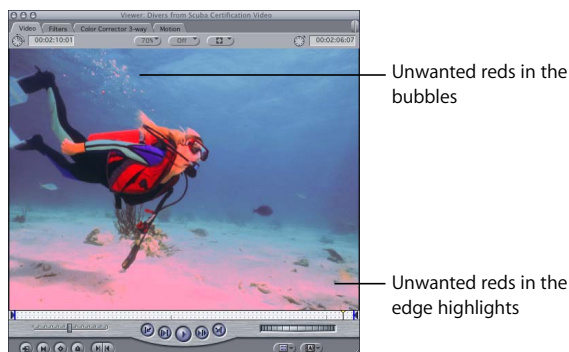 Viewer: Divers from Scuba Certification Video
Video Filters Color Corrector 3-way Motion
00:02:10:01 70% Off 00:02:06:07
Unwanted reds in the
bubbles
Unwanted reds in the
edge highlights